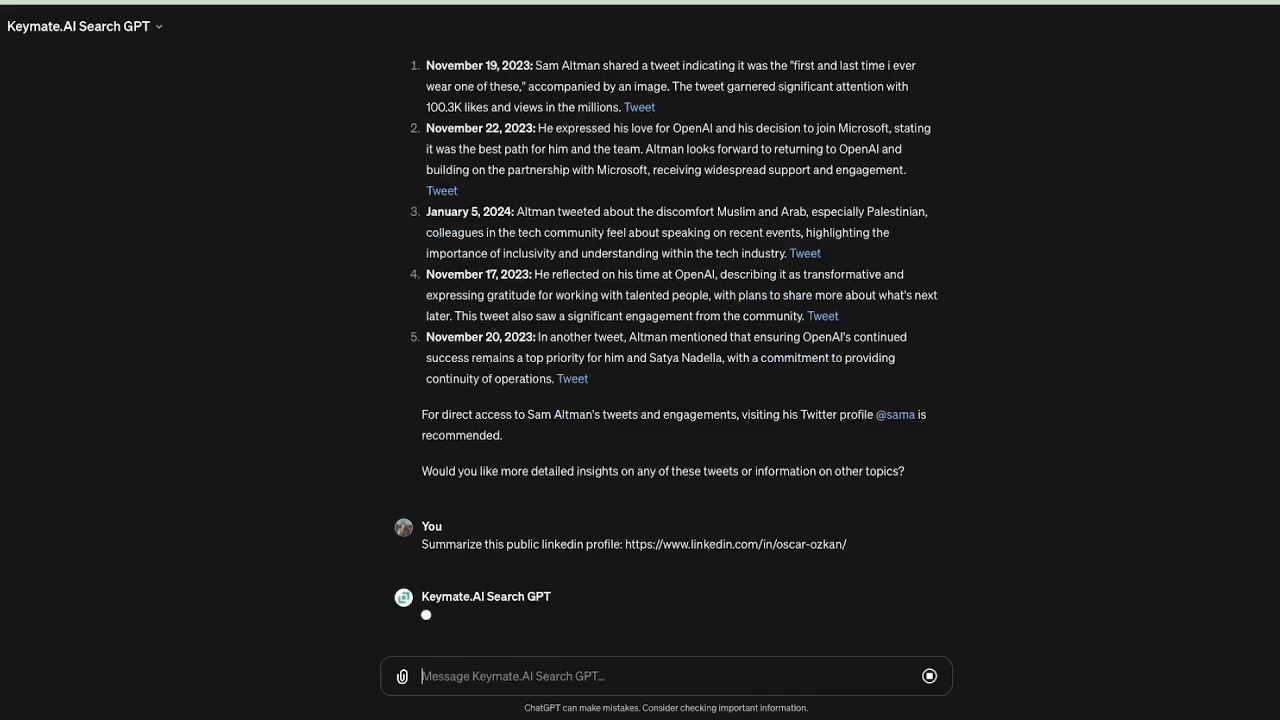 Keymate.AI Search GPT
1. November 19, 2023: Sam Altman shared a tweet indicating it was the "first and last time i ever
wear one of these," accompanied by an image. The tweet garnered significant attention with
100.3K likes and views in the millions. Tweet
2. November 22, 2023: He expressed his love for OpenAI and his decision to join Microsoft, stating
it was the best path for him and the team. Altman looks forward to returning to OpenAI and
building on the partnership with Microsoft, receiving widespread support and engagement.
Tweet
3. January 5, 2024: Altman tweeted about the discomfort Muslim and Arab, especially Palestinian,
colleagues in the tech community feel about speaking on recent events, highlighting the
importance of inclusivity and understanding within the tech industry. Tweet
4. November 17, 2023: He reflected on his time at OpenAI, describing it as transformative and
expressing gratitude for working with talented people, with plans to share more about what's next
later. This tweet also saw a significant engagement from the community. Tweet
5. November 20, 2023: In another tweet, Altman mentioned that ensuring OpenAI's continued
success remains a top priority for him and Satya Nadella, with a commitment to providing
continuity of operations. Tweet
For direct access to Sam Altman's tweets and engagements, visiting his Twitter profile @sama is
recommended.
Would you like more detailed insights on any of these tweets or information on other topics?
You
Summarize this public linkedin profile: https://www.linkedin.com/in/oscar-ozkan/
Keymate.AI Search GPT
Message Keymate.AI Search GPT...
ChatGPT can make mistakes. Consider checking important information.